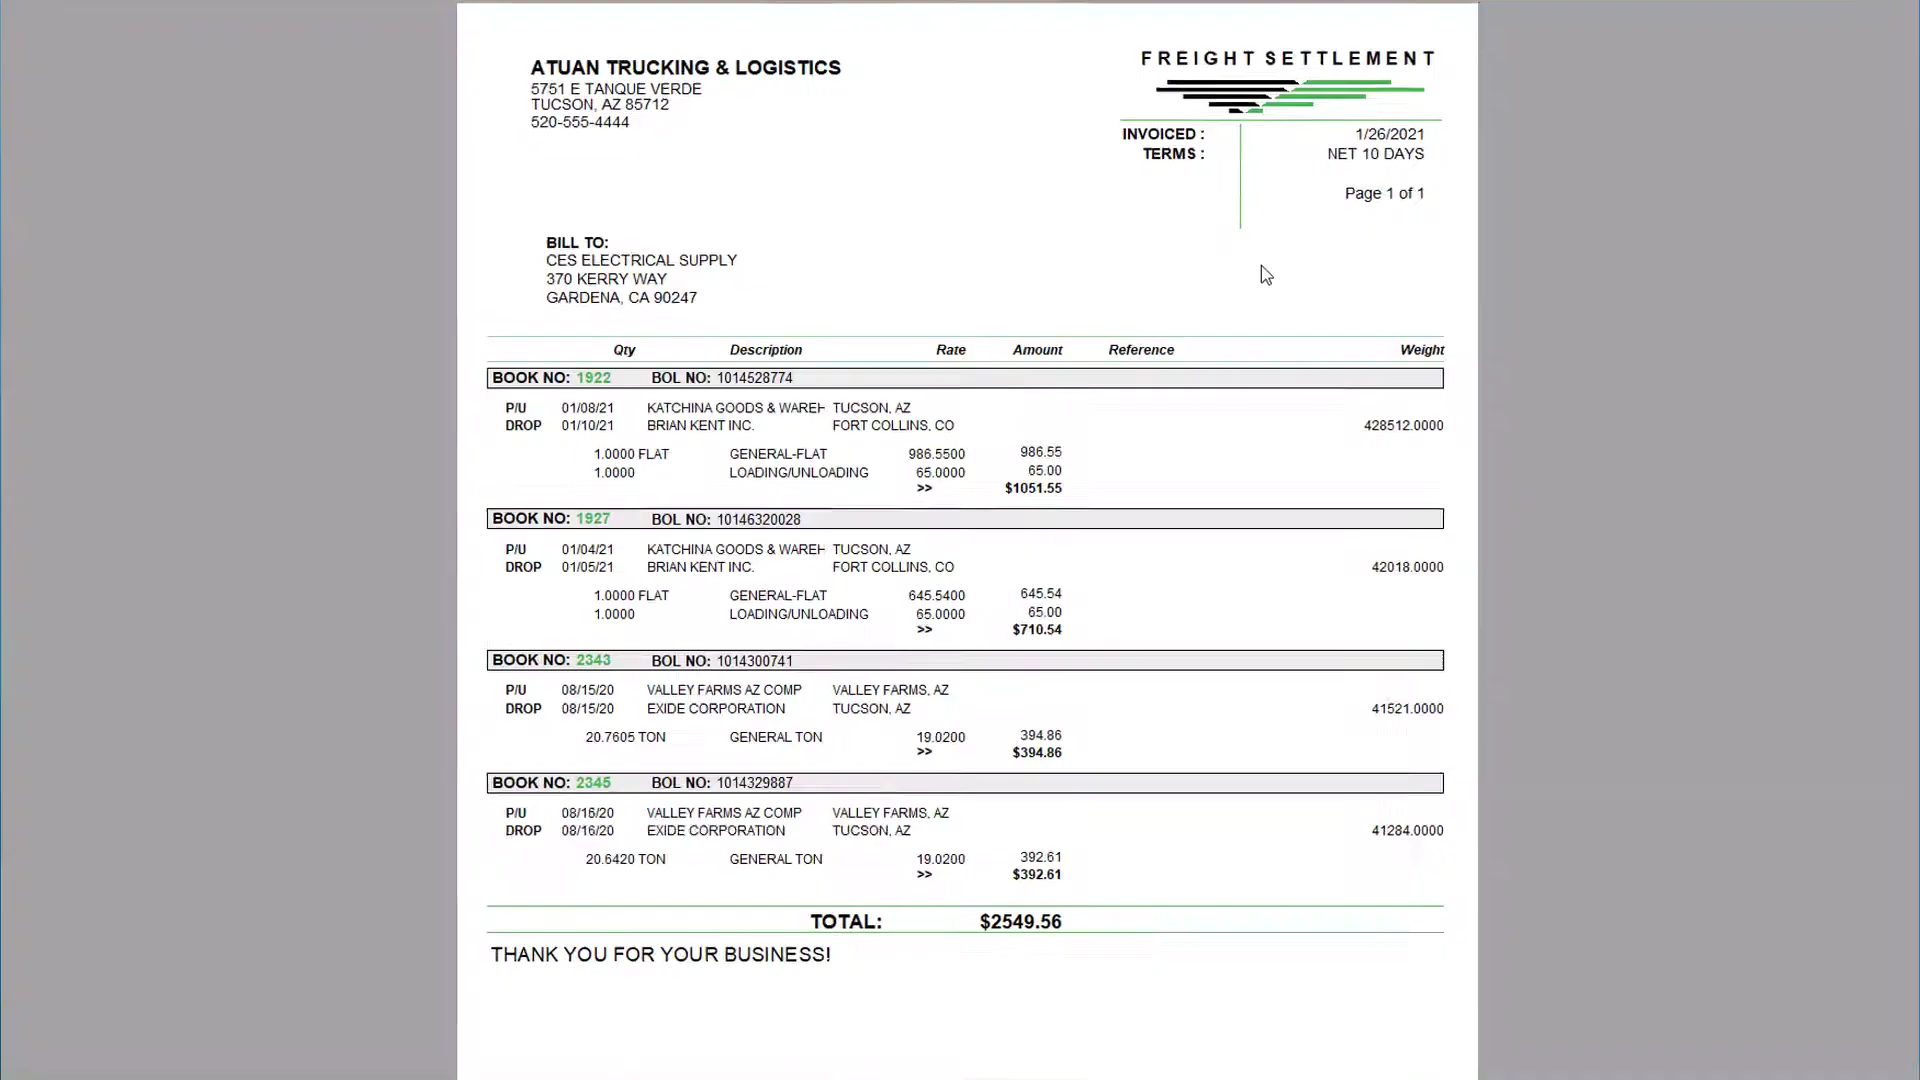 ATUAN TRUCKING & LOGISTICS
5751 E TANQUE VERDE
TUCSON, AZ 85712
520-555-4444
FREIGHT SETTLEMENT
INVOICED : 1/26/2021
TERMS : NET 10 DAYS
Page 1 of 1
BILL TO:
CES ELECTRICAL SUPPLY
370 KERRY WAY
GARDENA, CA 90247
Qty Description Rate Amount Reference Weight
BOOK NO: 1922 BOL NO: 1014528774
P/U 01/08/21 KATCHINA GOODS & WAREH TUCSON, AZ
DROP 01/10/21 BRIAN KENT INC. FORT COLLINS, CO 428512.0000
1.0000 FLAT GENERAL-FLAT 986.5500 986.55
1.0000 LOADING/UNLOADING 65.0000 65.00
>> $1051.55
BOOK NO: 1927 BOL NO: 10146320028
P/U 01/04/21 KATCHINA GOODS & WAREH TUCSON, AZ
DROP 01/05/21 BRIAN KENT INC. FORT COLLINS, CO 42018.0000
1.0000 FLAT GENERAL-FLAT 645.5400 645.54
1.0000 LOADING/UNLOADING 65.0000 65.00
>> $710.54
BOOK NO: 2343 BOL NO: 1014300741
P/U 08/15/20 VALLEY FARMS AZ COMP VALLEY FARMS, AZ
DROP 08/15/20 EXIDE CORPORATION TUCSON, AZ 41521.0000
20.7605 TON GENERAL TON 19.0200 394.86
>> $394.86
BOOK NO: 2345 BOL NO: 1014329887
P/U 08/16/20 VALLEY FARMS AZ COMP VALLEY FARMS, AZ
DROP 08/16/20 EXIDE CORPORATION TUCSON, AZ 41284.0000
20.6420 TON GENERAL TON 19.0200 392.61
>> $392.61
TOTAL: $2549.56
THANK YOU FOR YOUR BUSINESS!